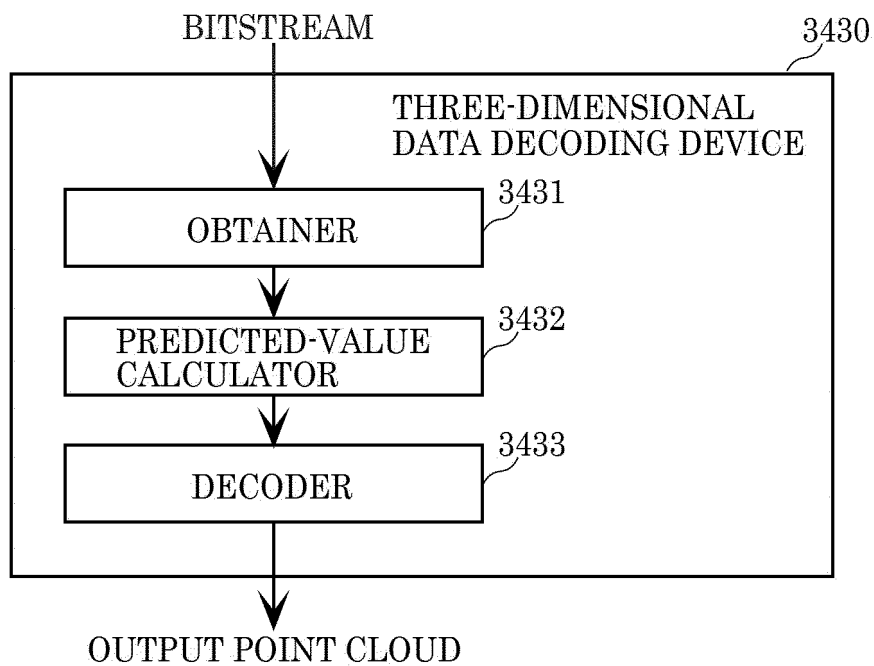 BITSTREAM
3430
THREE-DIMENSIONAL
DATA DECODING DEVICE
3431
OBTAINER
3432
PREDICTED-VALUE
CALCULATOR
3433
DECODER
OUTPUT POINT CLOUD